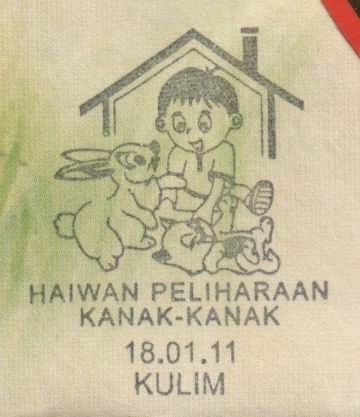 HAIWAN PELIHARAAN
KANAK-KANAK
18.01.11
KULIM